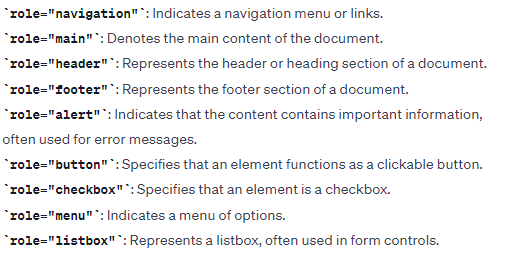 `role="navigation"`: Indicates a navigation menu or links.
`role="main"`: Denotes the main content of the document.
`role="header"`: Represents the header or heading section of a document.
`role="footer"`: Represents the footer section of a document.
`role="alert"`: Indicates that the content contains important information,
often used for error messages.
`role="button"`: Specifies that an element functions as a clickable button.
`role="checkbox"`: Specifies that an element is a checkbox.
`role="menu"`: Indicates a menu of options.
`role="listbox"`: Represents a listbox, often used in form controls.